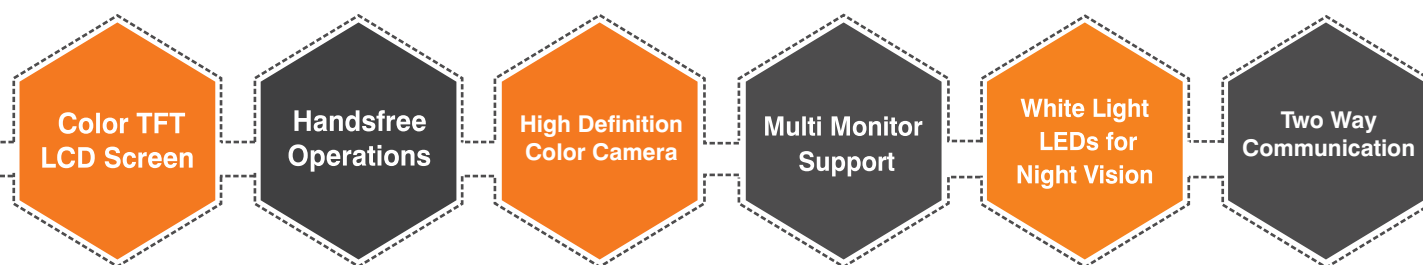 Color TFT
LCD Screen
Handsfree
Operations
High Definition
Color Camera
Multi Monitor
Support
White Light
LEDs for
Night Vision
Two Way
Communication